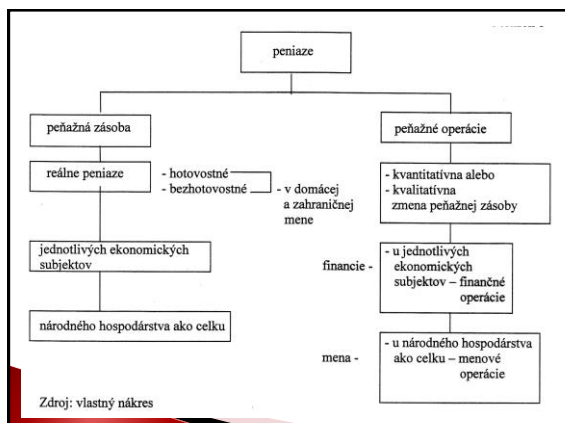 peniaze
peňažná zásoba
peňažné operácie
reálne peniaze
- hotovostné
- bezhotovostné
- v domácej
a zahraničnej
mene
- kvantitatívna alebo
- kvalitatívna
zmena peňažnej zásoby
jednotlivých ekonomických
subjektov
financie -
- u jednotlivých
ekonomických
subjektov – finančné
operácie
národného hospodárstva ako celku
mena -
- u národného hospodárstva
ako celku – menové
operácie
Zdroj: vlastný nákres